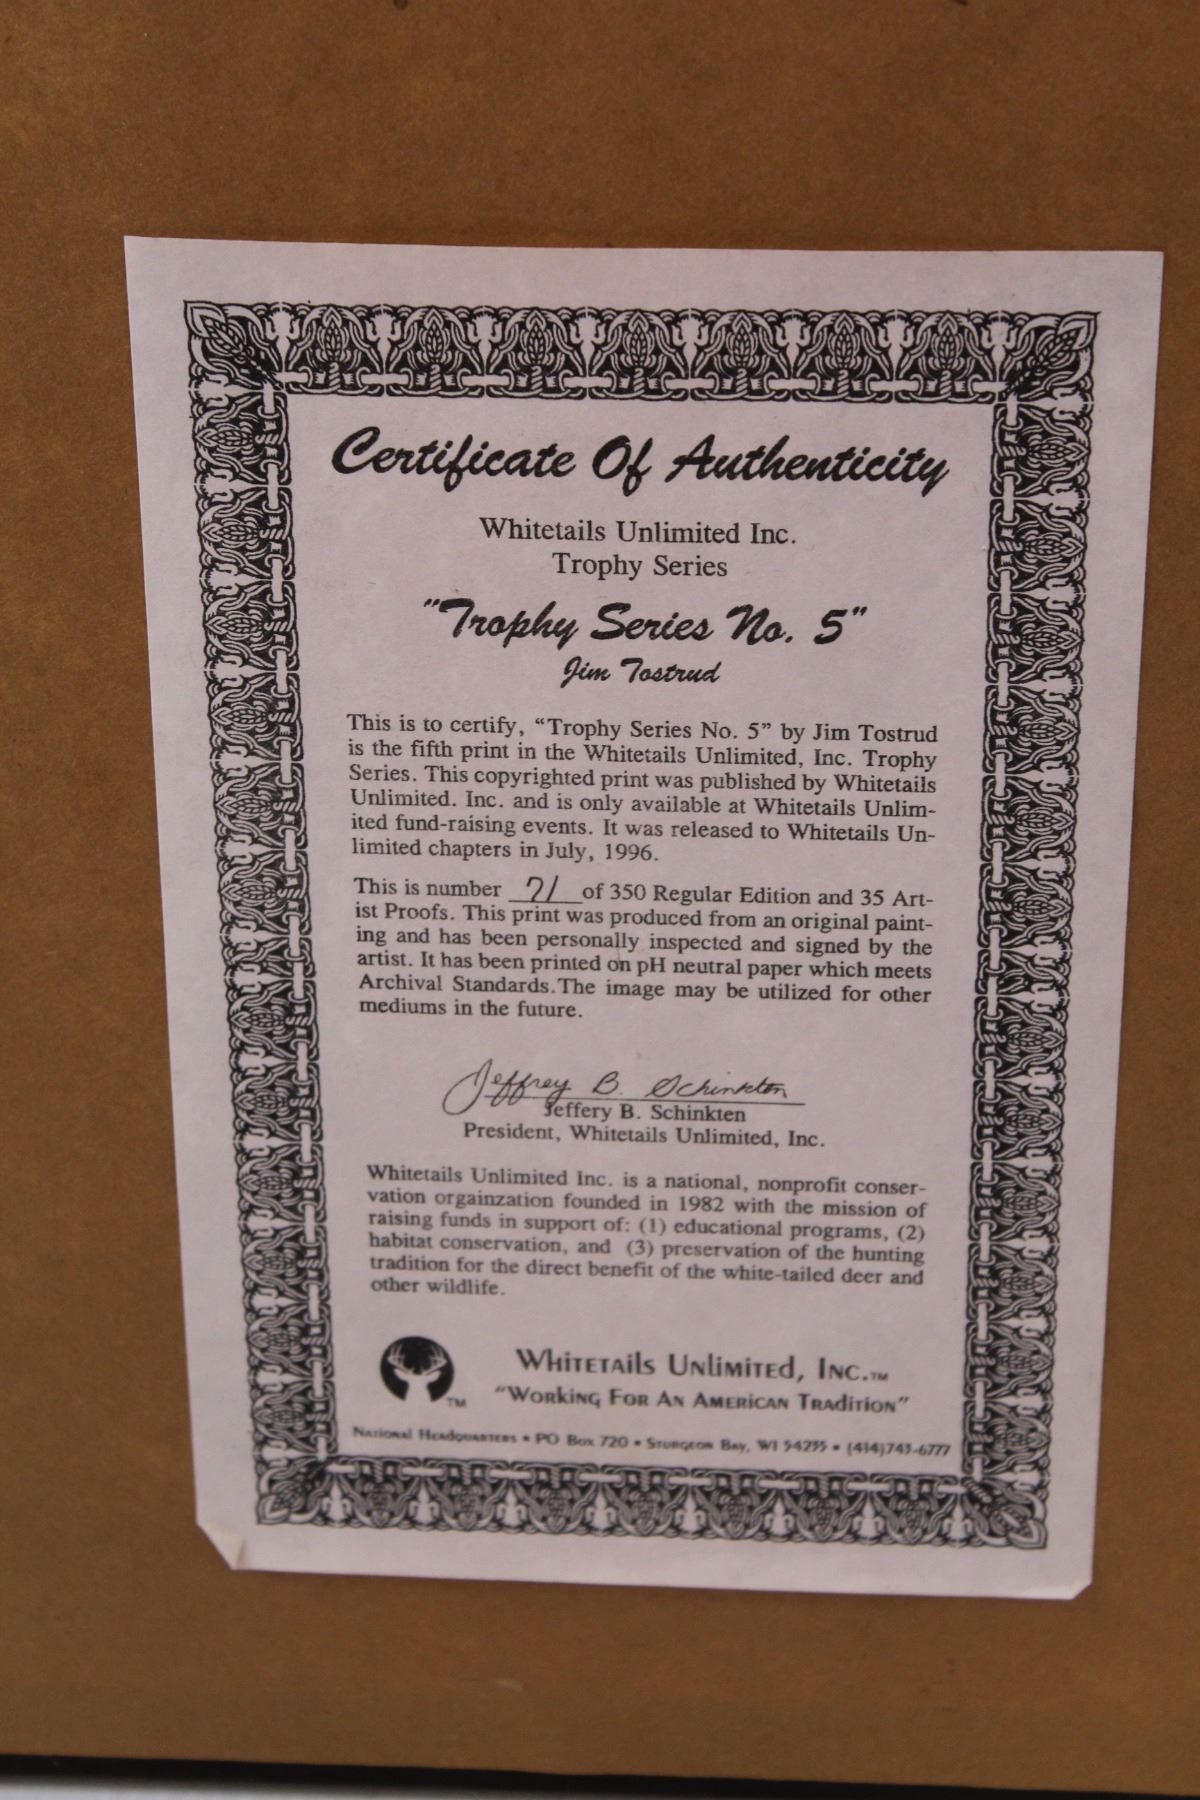 Certificate Of Authenticity
Whitetails Unlimited Inc.
Trophy Series
"Trophy Series No. 5"
Jim Tostrud
This is to certify, “Trophy Series No. 5” by Jim Tostrud
is the fifth print in the Whitetails Unlimited, Inc. Trophy
Series. This copyrighted print was published by Whitetails
Unlimited. Inc. and is only available at Whitetails Unlim-
ited fund-raising events. It was released to Whitetails Un-
limited chapters in July, 1996.
This is number 71 of 350 Regular Edition and 35 Art-
ist Proofs. This print was produced from an original paint-
ing and has been personally inspected and signed by the
artist. It has been printed on pH neutral paper which meets
Archival Standards.The image may be utilized for other
mediums in the future.
Jeffrey B. Schinkten
Jeffery B. Schinkten
President, Whitetails Unlimited, Inc.
Whitetails Unlimited Inc. is a national, nonprofit conser-
vation orgainzation founded in 1982 with the mission of
raising funds in support of: (1) educational programs, (2)
habitat conservation, and (3) preservation of the hunting
tradition for the direct benefit of the white-tailed deer and
other wildlife.
Whitetails Unlimited, Inc.™
"Working For An American Tradition"
TM
National Headquarters • PO Box 720 • Sturgeon Bay, WI 54235 • (414)743-6777